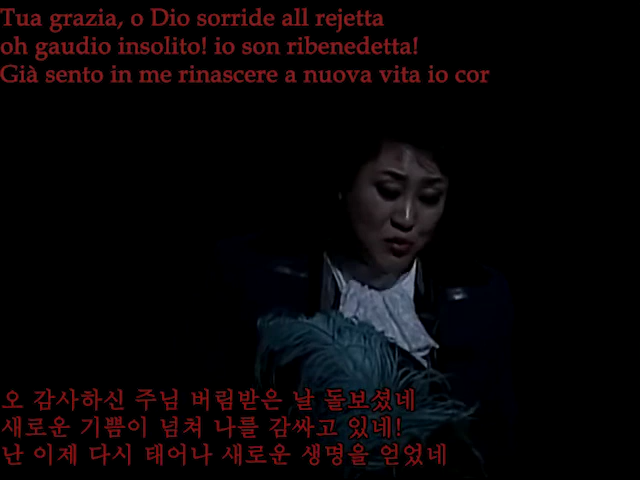 Tua grazia, o Dio sorride all rejetta
oh gaudio insolito! io son ribenedetta!
Già sento in me rinascere a nuova vita io cor
오 감사하신 주님 버림받은 날 돌보셨네
새로운 기쁨이 넘쳐 나를 감싸고 있네!
난 이제 다시 태어나 새로운 생명을 얻었네